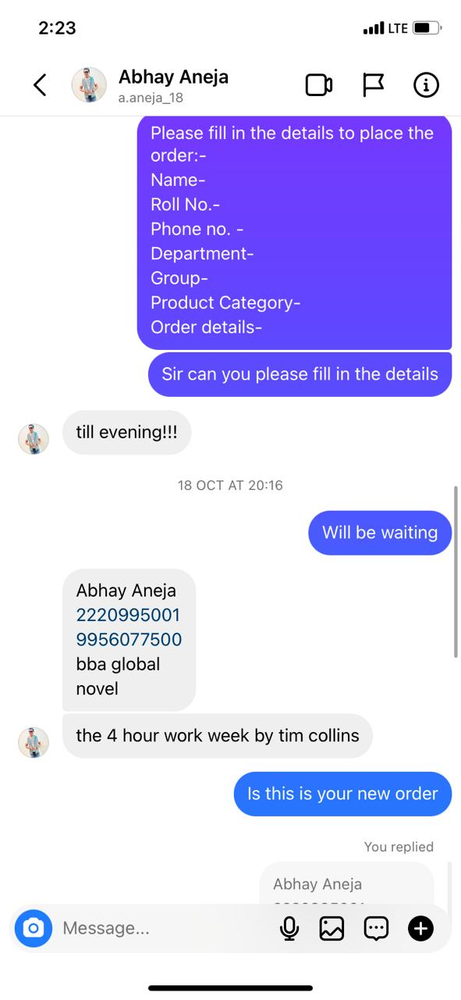 2:23
LTE
Abhay Aneja
a.aneja_18
Please fill in the details to place the
order:-
Name-
Roll No.-
Phone no. -
Department-
Group-
Product Category-
Order details-
Sir can you please fill in the details
till evening!!!
18 OCT AT 20:16
Will be waiting
Abhay Aneja
2220995001
9956077500
bba global
novel
the 4 hour work week by tim collins
Is this is your new order
You replied
Abhay Aneja
Message...